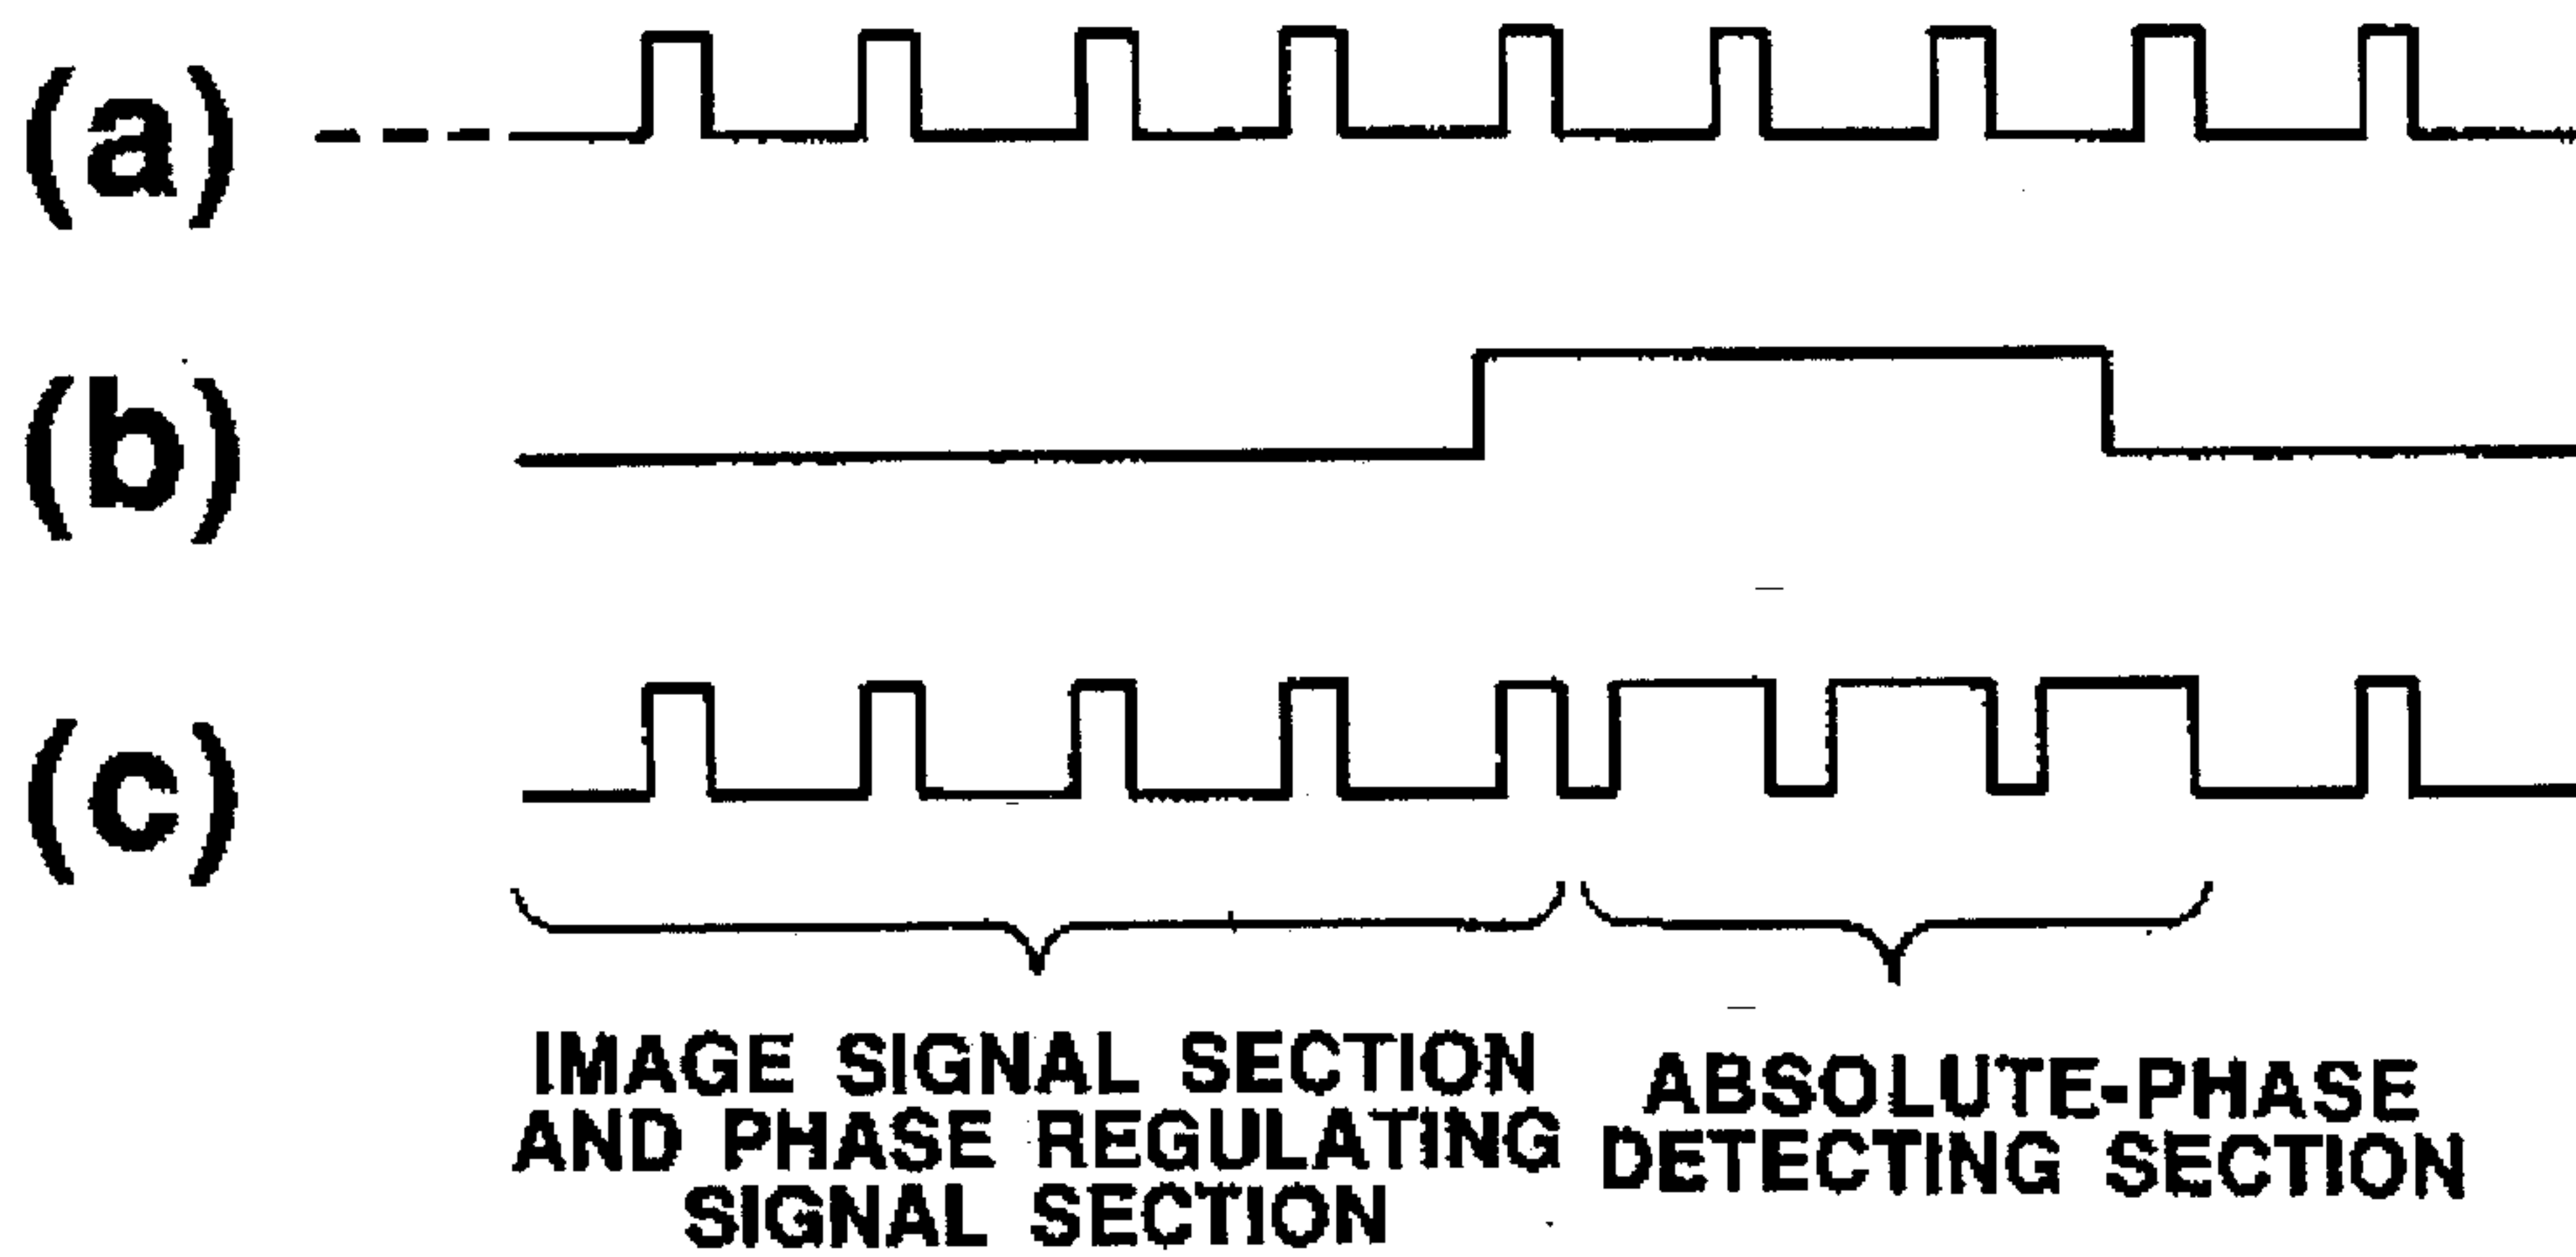 (a)
(b)
(c)
IMAGE SIGNAL SECTION
AND PHASE REGULATING
SIGNAL SECTION
ABSOLUTE-PHASE
DETECTING SECTION